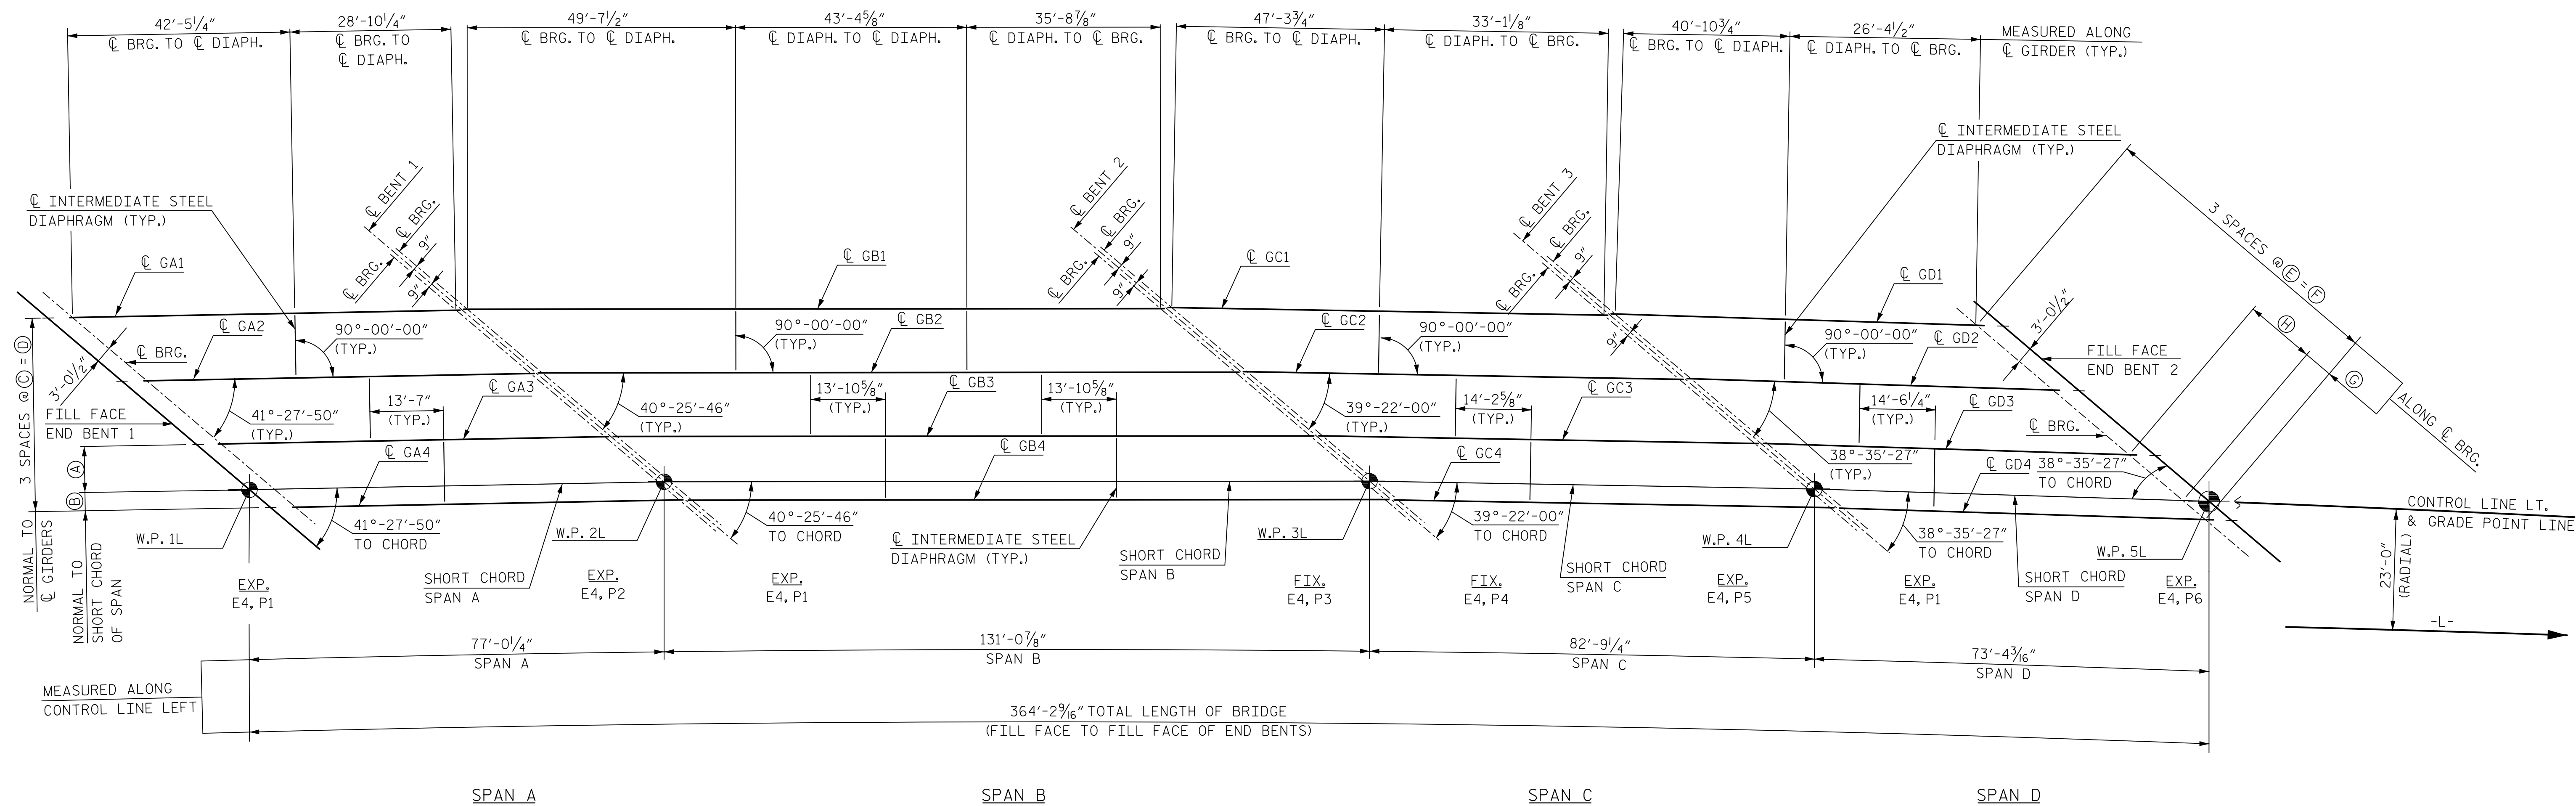 42'-5¼"
℄ BRG. TO ℄ DIAPH.
28'-10¼"
℄ BRG. TO
℄ DIAPH.
49'-7½"
℄ BRG. TO ℄ DIAPH.
43'-4⅝"
℄ DIAPH. TO ℄ DIAPH.
35'-8⅞"
℄ DIAPH. TO ℄ BRG.
47'-3¾"
℄ BRG. TO ℄ DIAPH.
33'-1⅛"
℄ DIAPH. TO ℄ BRG.
40'-10¾"
℄ BRG. TO ℄ DIAPH.
26'-4½"
℄ DIAPH. TO ℄ BRG.
MEASURED ALONG
℄ GIRDER (TYP.)
℄ INTERMEDIATE STEEL
DIAPHRAGM (TYP.)
℄ BENT 1
℄ BRG.
℄ BRG.
9"
9"
℄ BENT 2
℄ BRG.
℄ BRG.
9"
9"
℄ BENT 3
℄ BRG.
℄ BRG.
9"
9"
℄ INTERMEDIATE STEEL
DIAPHRAGM (TYP.)
3 SPACES @ E = F
H
G
ALONG ℄ BRG.
℄ GA1
℄ GB1
℄ GC1
℄ GD1
℄ GA2
℄ GB2
℄ GC2
℄ GD2
90°-00'-00"
(TYP.)
90°-00'-00"
(TYP.)
90°-00'-00"
(TYP.)
90°-00'-00"
(TYP.)
3'-0½"
FILL FACE
END BENT 2
3 SPACES @ C = D
3'-0½"
℄ BRG.
FILL FACE
END BENT 1
41°-27'-50"
(TYP.)
13'-7"
(TYP.)
℄ GA3
40°-25'-46"
(TYP.)
13'-10⅝"
(TYP.)
℄ GB3
13'-10⅝"
(TYP.)
39°-22'-00"
(TYP.)
14'-2⅝"
(TYP.)
℄ GC3
38°-35'-27"
(TYP.)
14'-6¼"
(TYP.)
℄ GD3
℄ BRG.
A
B
℄ GA4
℄ GB4
℄ GC4
℄ GD4
38°-35'-27"
TO CHORD
CONTROL LINE LT.
& GRADE POINT LINE
NORMAL TO
℄ GIRDERS
NORMAL TO
SHORT CHORD
OF SPAN
W.P. 1L
41°-27'-50"
TO CHORD
W.P. 2L
40°-25'-46"
TO CHORD
℄ INTERMEDIATE STEEL
DIAPHRAGM (TYP.)
W.P. 3L
39°-22'-00"
TO CHORD
W.P. 4L
38°-35'-27"
TO CHORD
W.P. 5L
23'-0"
(RADIAL)
-L-
SHORT CHORD
SPAN A
SHORT CHORD
SPAN B
SHORT CHORD
SPAN C
SHORT CHORD
SPAN D
EXP.
E4, P1
EXP.
E4, P2
EXP.
E4, P1
FIX.
E4, P3
FIX.
E4, P4
EXP.
E4, P5
EXP.
E4, P1
EXP.
E4, P6
77'-0¼"
SPAN A
131'-0⅞"
SPAN B
82'-9¼"
SPAN C
73'-4³⁄₁₆"
SPAN D
MEASURED ALONG
CONTROL LINE LEFT
364'-2⁹⁄₁₆" TOTAL LENGTH OF BRIDGE
(FILL FACE TO FILL FACE OF END BENTS)
SPAN A
SPAN B
SPAN C
SPAN D